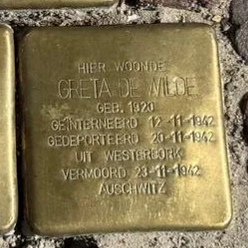 HIER WOONDE
GRETA DE WILDE
GEB. 1920
GEÏNTERNEERD 12-11-1942
GEDEPORTEERD 20-11-1942
UIT WESTERBORK
VERMOORD 23-11-1942
AUSCHWITZ